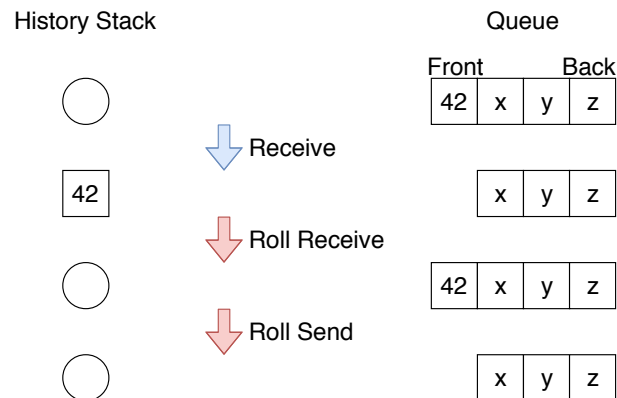 History Stack Queue
Front Back
42 x y z
Receive
42 x y z
Roll Receive
42 x y z
Roll Send
x y z